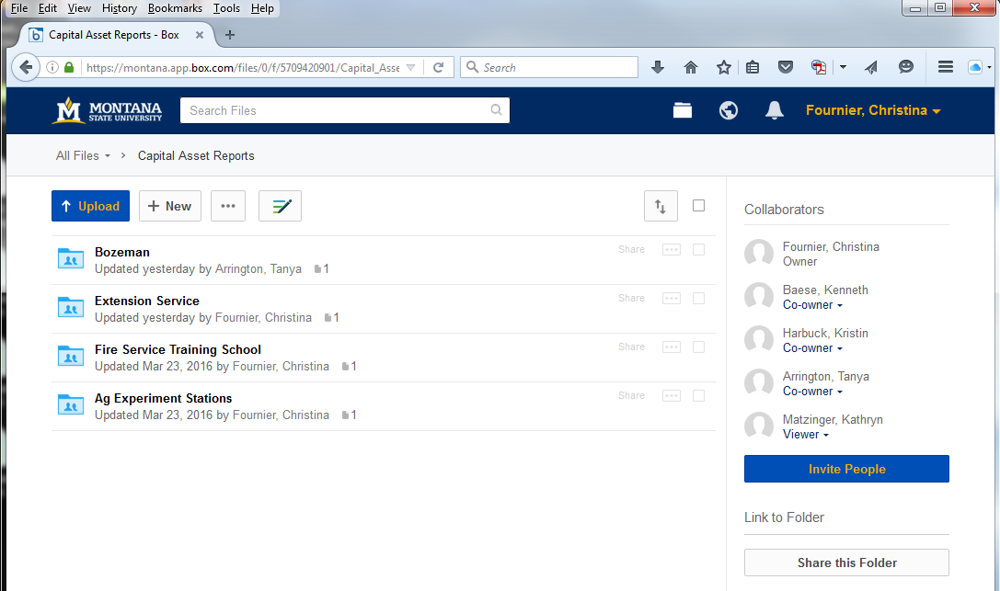 File Edit View History Bookmarks Tools Help
Capital Asset Reports - Box
https://montana.app.box.com/files/0/f/5709420901/Capital_Asse
Search
M MONTANA
STATE UNIVERSITY
Search Files
Fournier, Christina
All Files > Capital Asset Reports
Upload
+ New
Bozeman
Share
Updated yesterday by Arrington, Tanya 1
Extension Service
Share
Updated yesterday by Fournier, Christina 1
Fire Service Training School
Share
Updated Mar 23, 2016 by Fournier, Christina 1
Ag Experiment Stations
Share
Updated Mar 23, 2016 by Fournier, Christina 1
Collaborators
Fournier, Christina
Owner
Baese, Kenneth
Co-owner
Harbuck, Kristin
Co-owner
Arrington, Tanya
Co-owner
Matzinger, Kathryn
Viewer
Invite People
Link to Folder
Share this Folder